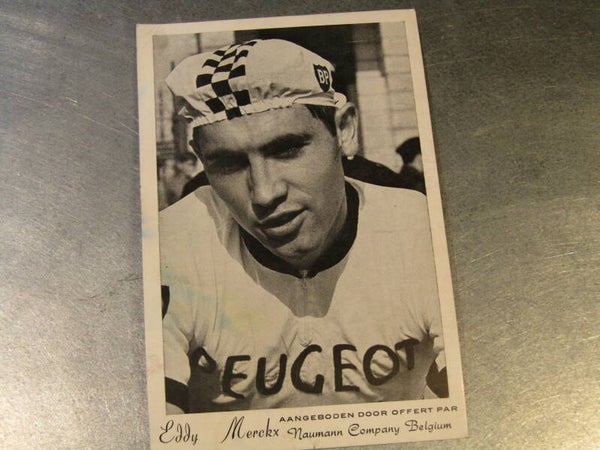 BP
PEUGEOT
AANGEBODEN DOOR OFFERT PAR
Eddy Merckx Naumann Company Belgium